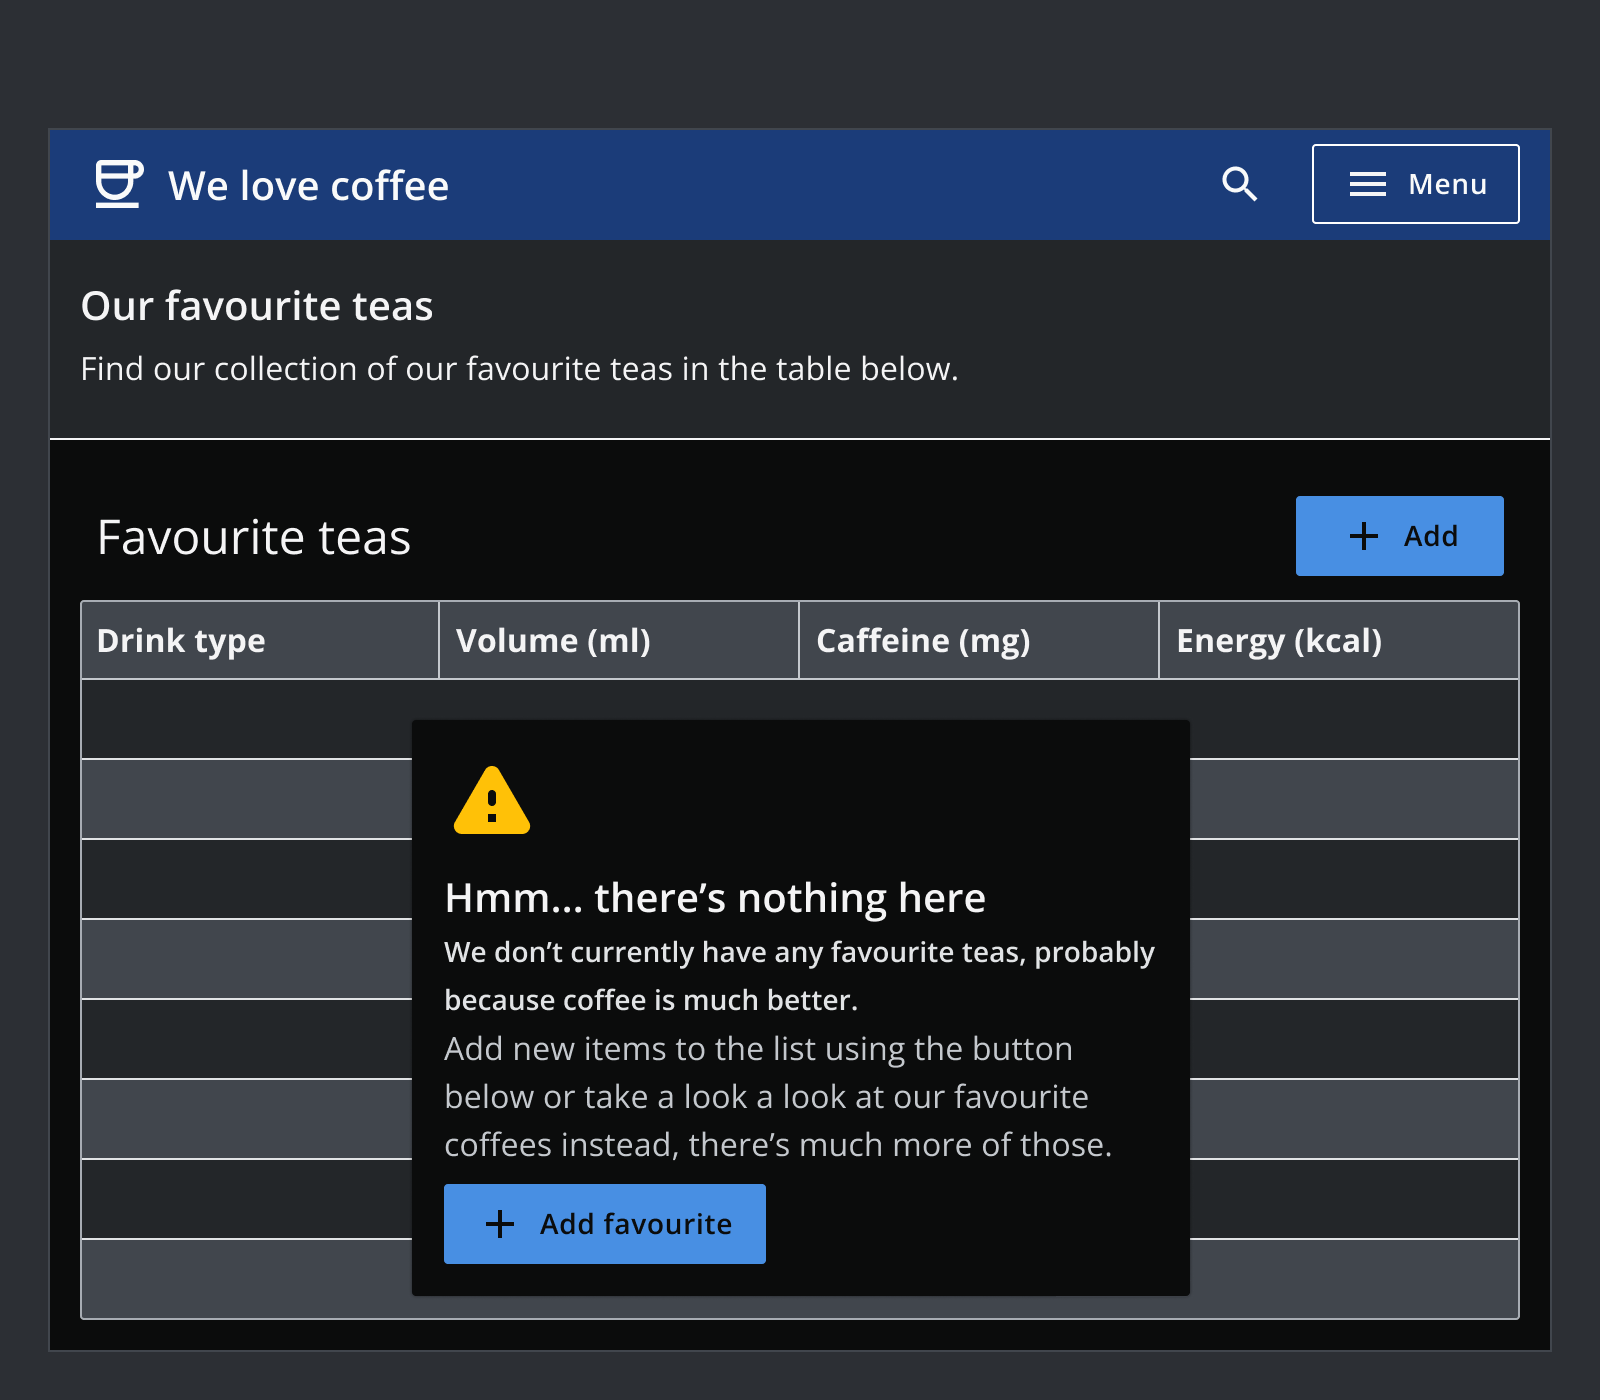 We love coffee
Menu
Our favourite teas
Find our collection of our favourite teas in the table below.
Favourite teas
Add
Drink type Volume (ml) Caffeine (mg) Energy (kcal)
Hmm... there’s nothing here
We don’t currently have any favourite teas, probably
because coffee is much better.
Add new items to the list using the button
below or take a look a look at our favourite
coffees instead, there’s much more of those.
Add favourite